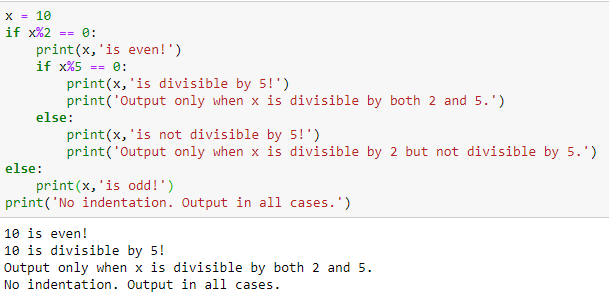 x = 10
if x%2 == 0:
    print(x,'is even!')
    if x%5 == 0:
        print(x,'is divisible by 5!')
        print('Output only when x is divisible by both 2 and 5.')
    else:
        print(x,'is not divisible by 5!')
        print('Output only when x is divisible by 2 but not divisible by 5.')
else:
    print(x,'is odd!')
print('No indentation. Output in all cases.')
10 is even!
10 is divisible by 5!
Output only when x is divisible by both 2 and 5.
No indentation. Output in all cases.